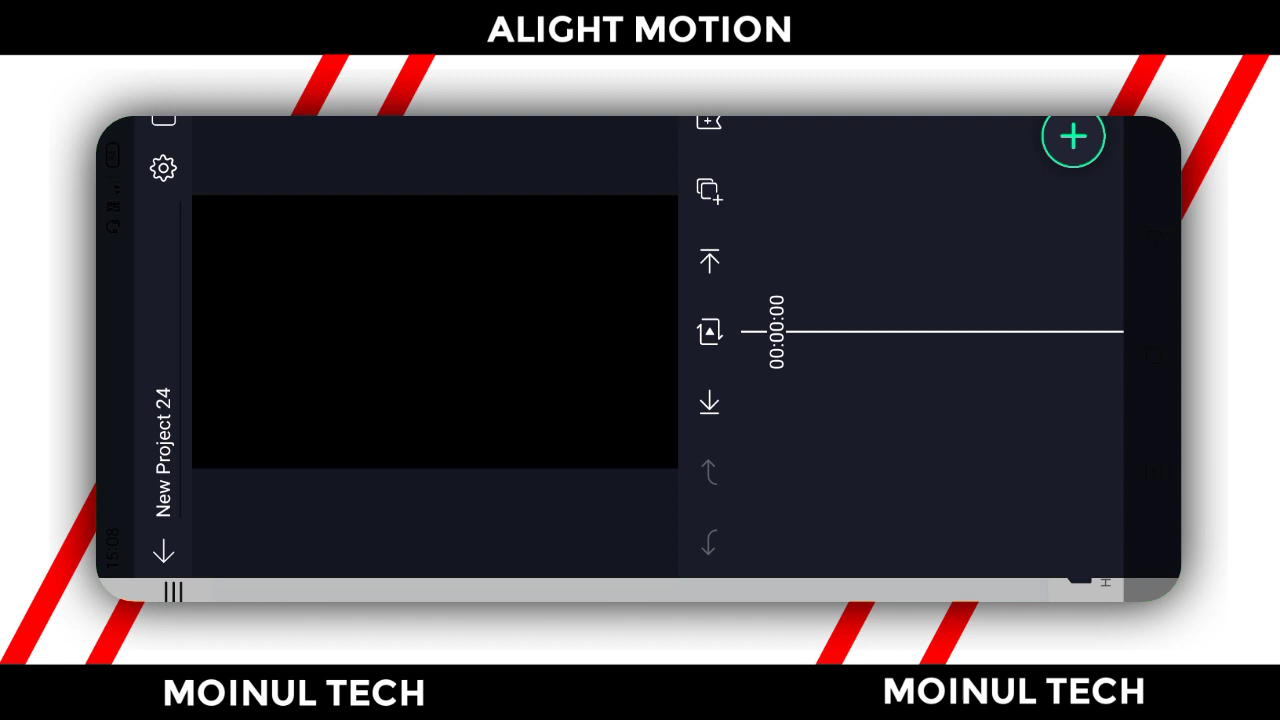 ALIGHT MOTION
15:08
New Project 24
00:00:00
MOINUL TECH
MOINUL TECH